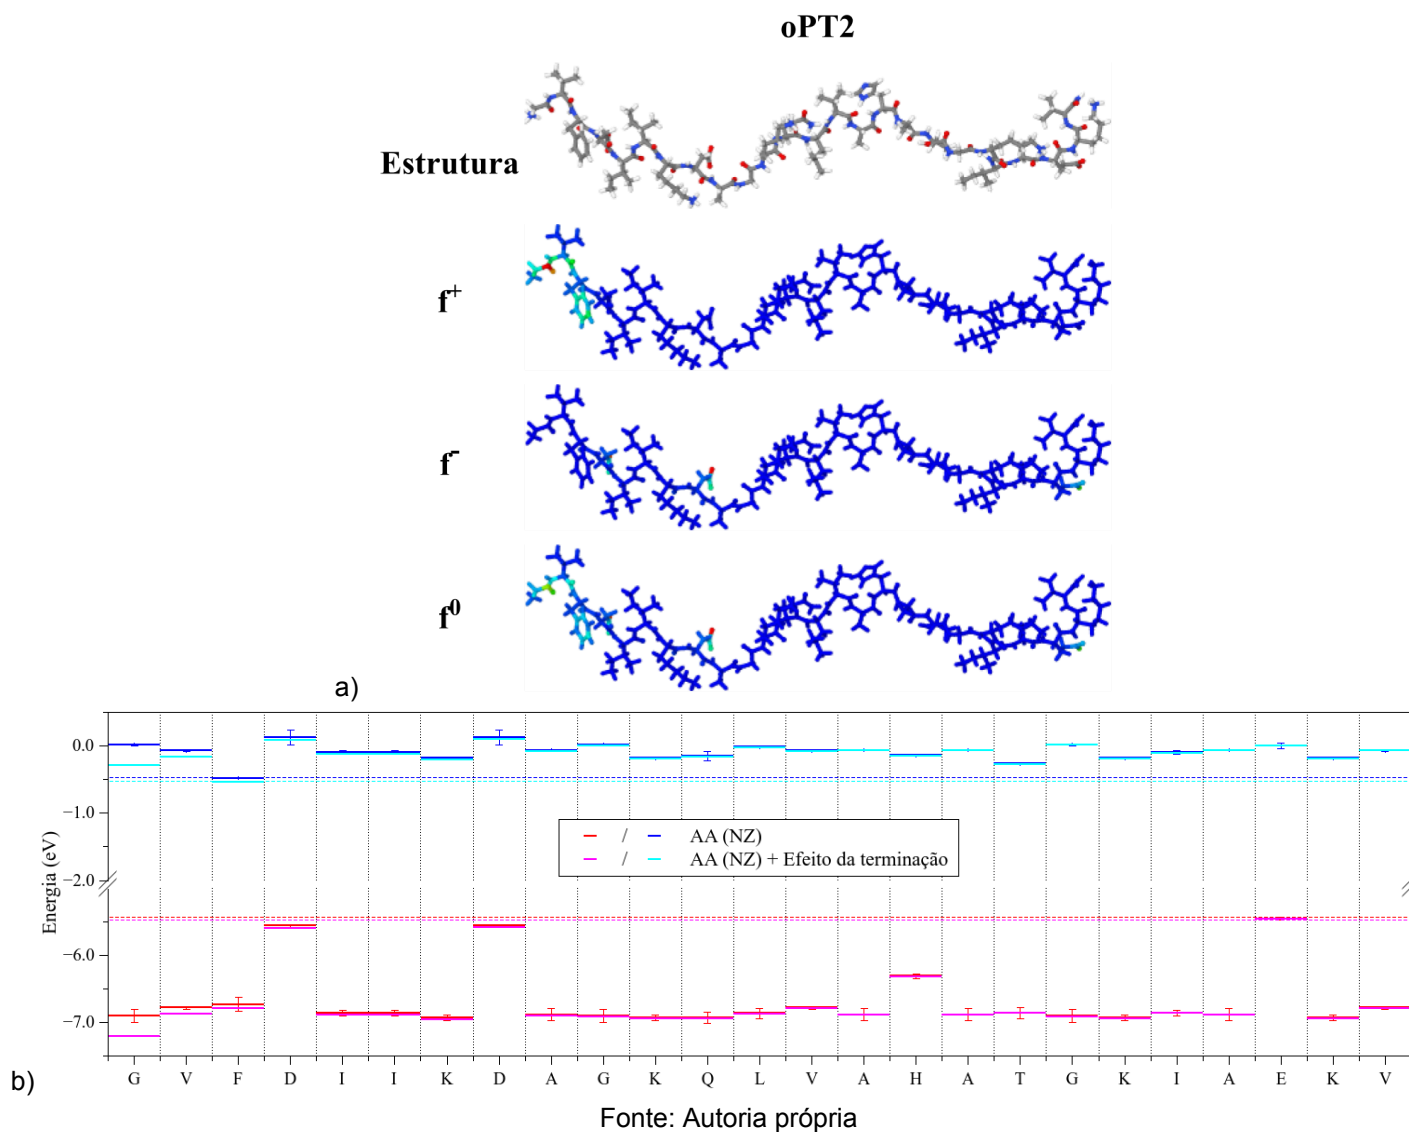 oPT2
Estrutura
f+
f-
f0
a)
0.0
−1.0
−2.0
−6.0
−7.0
Energia (eV)
/ AA (NZ)
/ AA (NZ) + Efeito da terminação
G V F D I I K D A G K Q L V A H A T G K I A E K V
b)
Fonte: Autoria própria